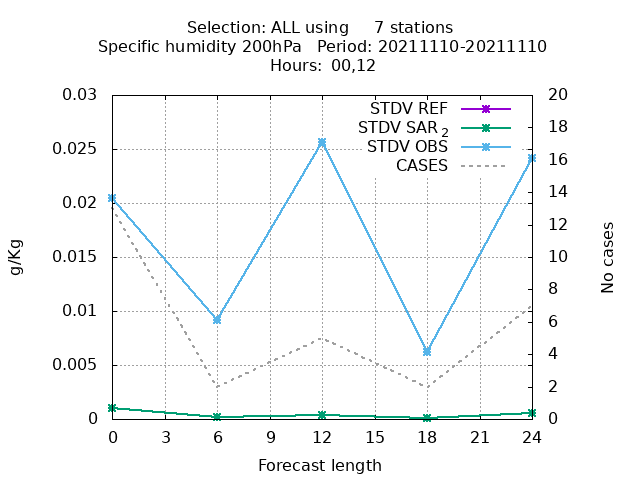 Selection: ALL using     7 stations
Specific humidity 200hPa   Period: 20211110-20211110
Hours: 00,12
0.03
0.025
0.02
0.015
0.01
0.005
0
20
18
16
14
12
10
8
6
4
2
0
STDV REF
STDV SAR 2
STDV OBS
CASES
g/Kg
No cases
0 3 6 9 12 15 18 21 24
Forecast length